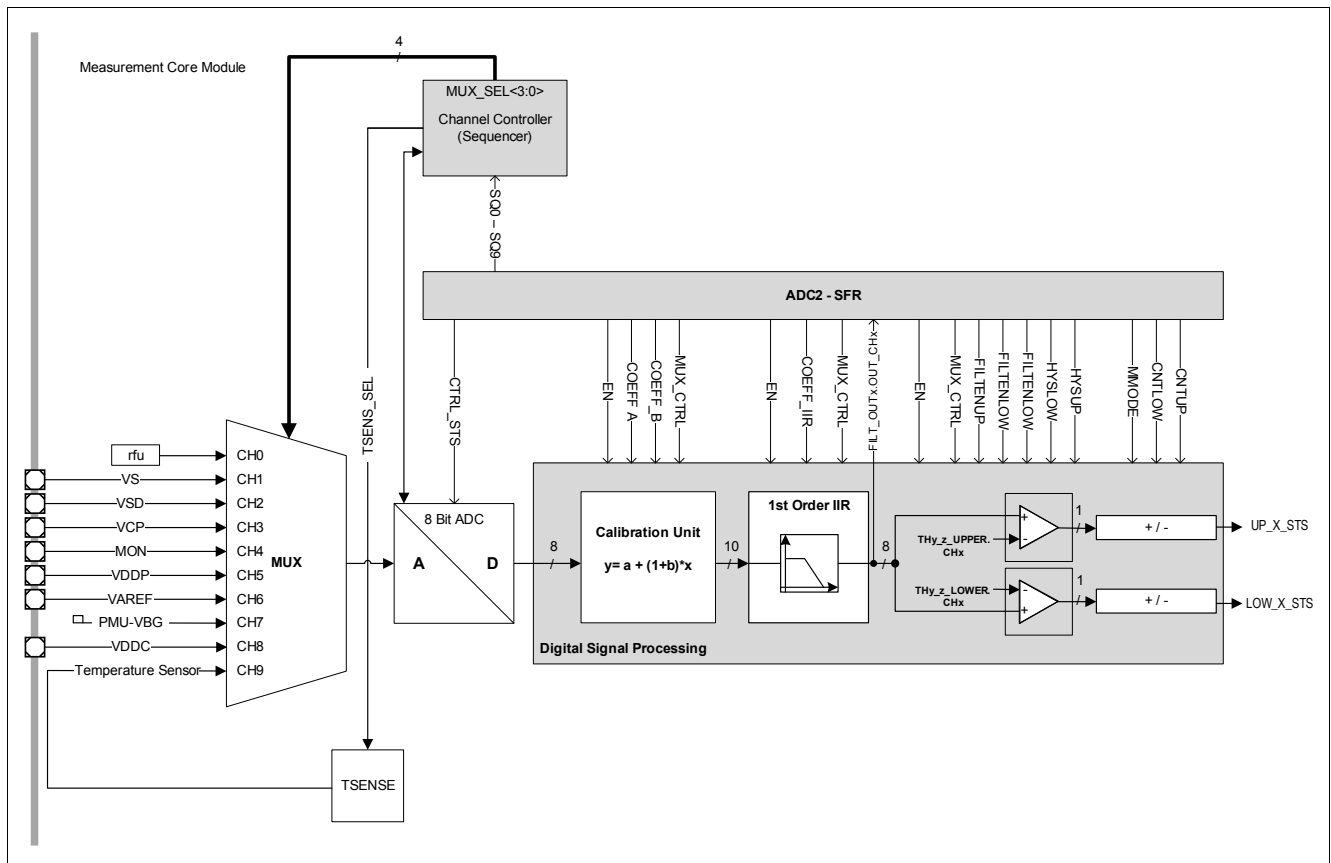 4
Measurement Core Module
MUX_SEL<3:0>
Channel Controller
(Sequencer)
SQ0 – SQ9
TSENS_SEL
ADC2 - SFR
CTRL_STS
EN
COEFF_A
COEFF_B
MUX_CTRL
EN
COEFF_IIR
MUX_CTRL
FILT_OUTx.OUT_CHx
EN
MUX_CTRL
FILTENUP
FILTENLOW
FILTENLOW
HYSLOW
HYSUP
MMODE
CNTLOW
CNTUP
rfu
CH0
VS
CH1
VSD
CH2
VCP
CH3
MON
CH4
VDDP
CH5
VAREF
CH6
PMU-VBG
CH7
VDDC
CH8
Temperature Sensor
CH9
MUX
8 Bit ADC
A
D
8
Calibration Unit
y= a + (1+b)*x
10
1st Order IIR
8
THy_z_UPPER.
CHx
+
-
1
+ / -
UP_X_STS
THy_z_LOWER.
CHx
-
+
1
+ / -
LOW_X_STS
Digital Signal Processing
TSENSE